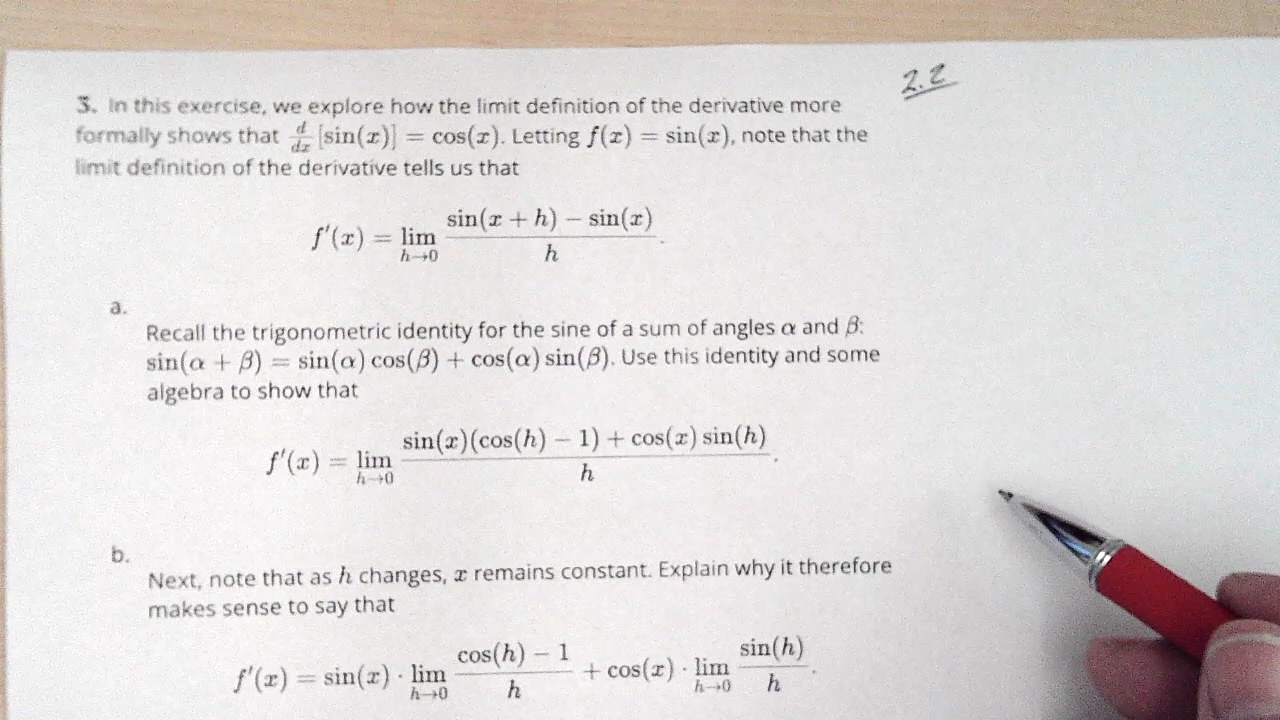 2.2
3. In this exercise, we explore how the limit definition of the derivative more
formally shows that d/dx [sin(x)] = cos(x). Letting f(x) = sin(x), note that the
limit definition of the derivative tells us that
f′(x) = lim h→0 (sin(x + h) − sin(x))/h.
a.
Recall the trigonometric identity for the sine of a sum of angles α and β:
sin(α + β) = sin(α) cos(β) + cos(α) sin(β). Use this identity and some
algebra to show that
f′(x) = lim h→0 (sin(x)(cos(h) − 1) + cos(x) sin(h))/h.
b.
Next, note that as h changes, x remains constant. Explain why it therefore
makes sense to say that
f′(x) = sin(x) · lim h→0 (cos(h) − 1)/h + cos(x) · lim h→0 sin(h)/h.